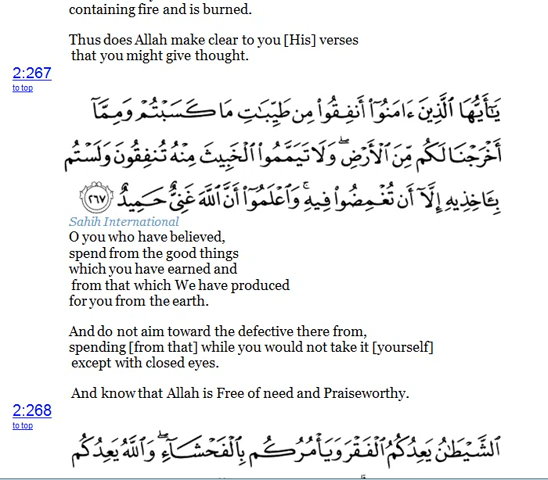 containing fire and is burned.
Thus does Allah make clear to you [His] verses
that you might give thought.
2:267
to top
يَـٰٓأَيُّهَا ٱلَّذِينَ ءَامَنُوٓا۟ أَنفِقُوا۟ مِن طَيِّبَـٰتِ مَا كَسَبْتُمْ وَمِمَّآ
أَخْرَجْنَا لَكُم مِّنَ ٱلْأَرْضِ ۖ وَلَا تَيَمَّمُوا۟ ٱلْخَبِيثَ مِنْهُ تُنفِقُونَ وَلَسْتُم
بِـَٔاخِذِيهِ إِلَّآ أَن تُغْمِضُوا۟ فِيهِ ۚ وَٱعْلَمُوٓا۟ أَنَّ ٱللَّهَ غَنِىٌّ حَمِيدٌ ٢٦٧
Sahih International
O you who have believed,
spend from the good things
which you have earned and
from that which We have produced
for you from the earth.
And do not aim toward the defective there from,
spending [from that] while you would not take it [yourself]
except with closed eyes.
And know that Allah is Free of need and Praiseworthy.
2:268
to top
ٱلشَّيْطَـٰنُ يَعِدُكُمُ ٱلْفَقْرَ وَيَأْمُرُكُم بِٱلْفَحْشَآءِ ۖ وَٱللَّهُ يَعِدُكُم